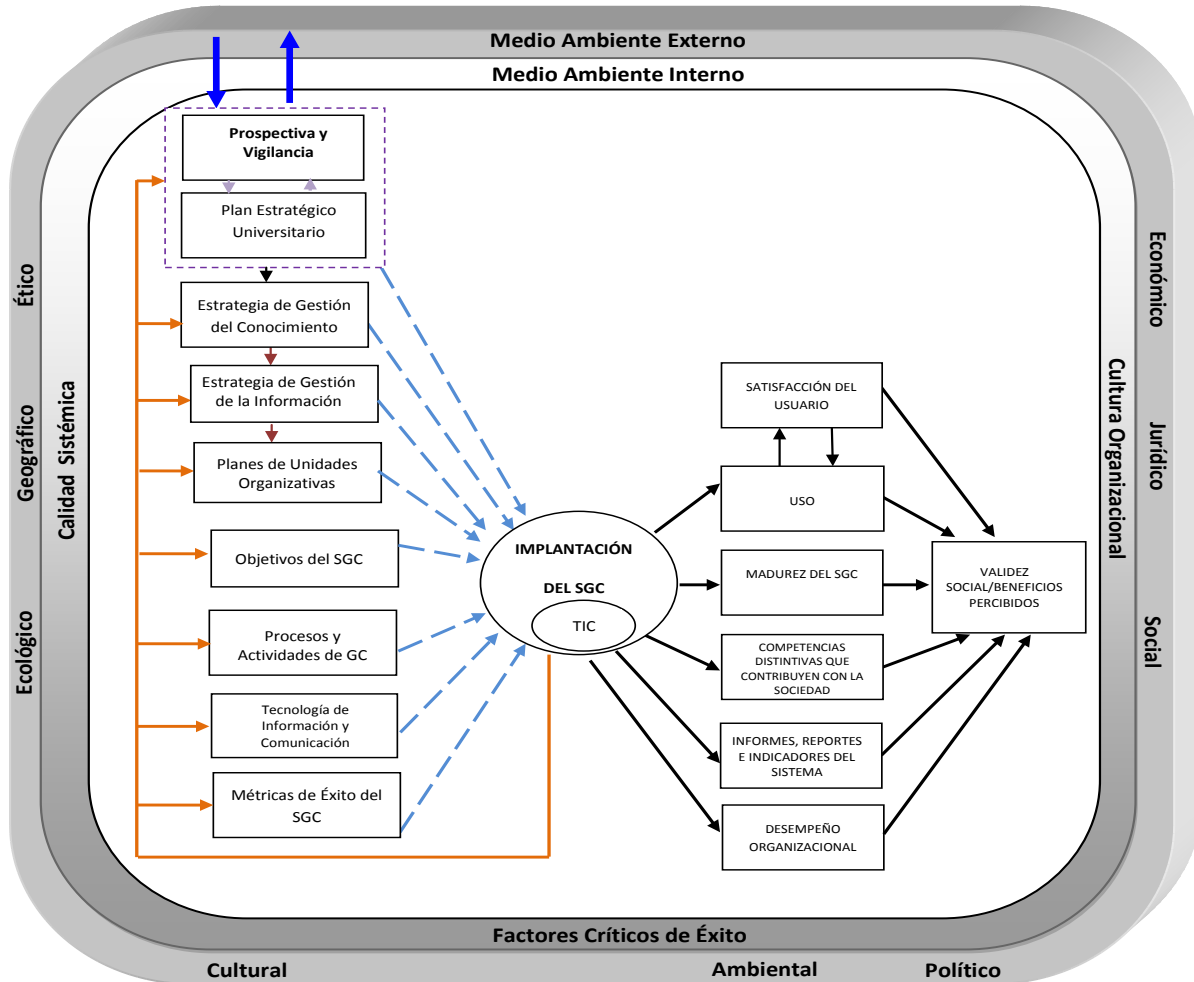 Medio Ambiente Externo
Medio Ambiente Interno
Prospectiva y
Vigilancia
Plan Estratégico
Universitario
Estrategia de Gestión
del Conocimiento
Estrategia de Gestión
de la Información
Planes de Unidades
Organizativas
Objetivos del SGC
Procesos y
Actividades de GC
Tecnología de
Información y
Comunicación
Métricas de Éxito del
SGC
IMPLANTACIÓN
DEL SGC
TIC
SATISFACCIÓN DEL
USUARIO
USO
MADUREZ DEL SGC
COMPETENCIAS
DISTINTIVAS QUE
CONTRIBUYEN CON LA
SOCIEDAD
INFORMES, REPORTES
E INDICADORES DEL
SISTEMA
DESEMPEÑO
ORGANIZACIONAL
VALIDEZ
SOCIAL/BENEFICIOS
PERCIBIDOS
Ético
Geográfico
Ecológico
Calidad Sistémica
Cultura Organizacional
Económico
Jurídico
Social
Factores Críticos de Éxito
Cultural
Ambiental
Político